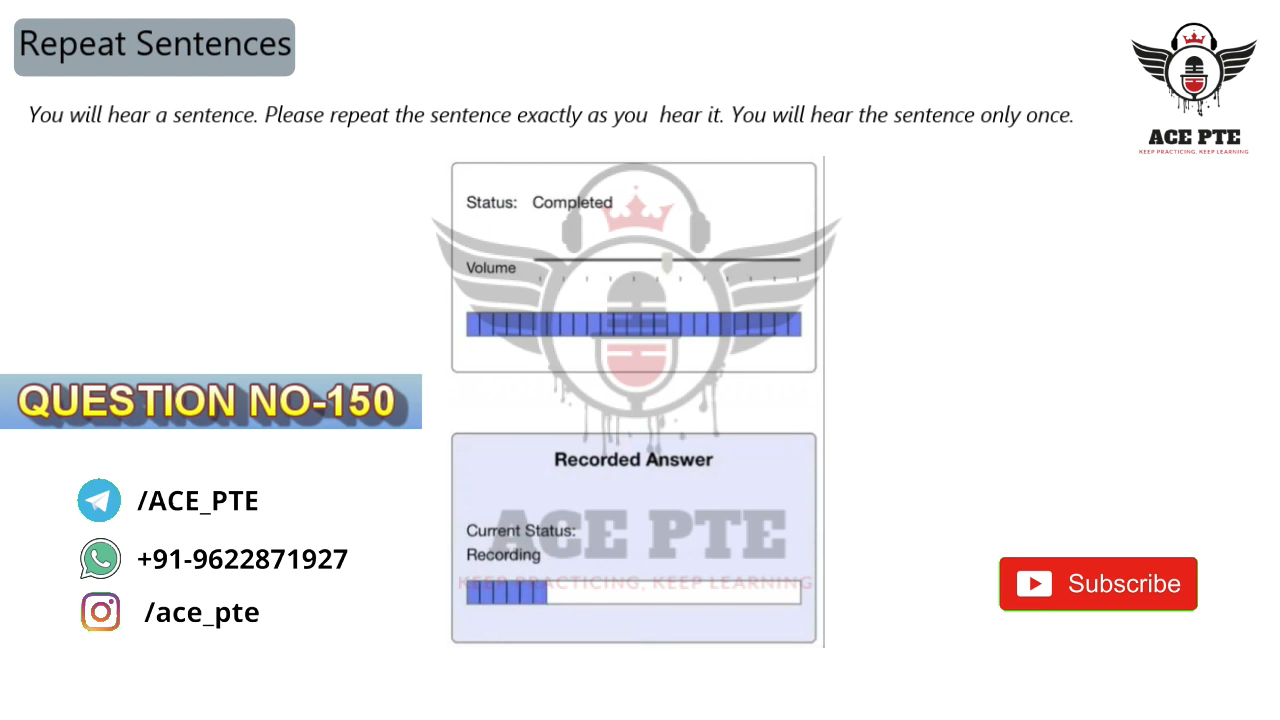 Repeat Sentences
ACE PTE
KEEP PRACTICING, KEEP LEARNING
You will hear a sentence. Please repeat the sentence exactly as you  hear it. You will hear the sentence only once.
Status: Completed
Volume
QUESTION NO-150
Recorded Answer
/ACE_PTE
Current Status:
Recording
ACE PTE
KEEP PRACTICING, KEEP LEARNING
+91-9622871927
/ace_pte
Subscribe